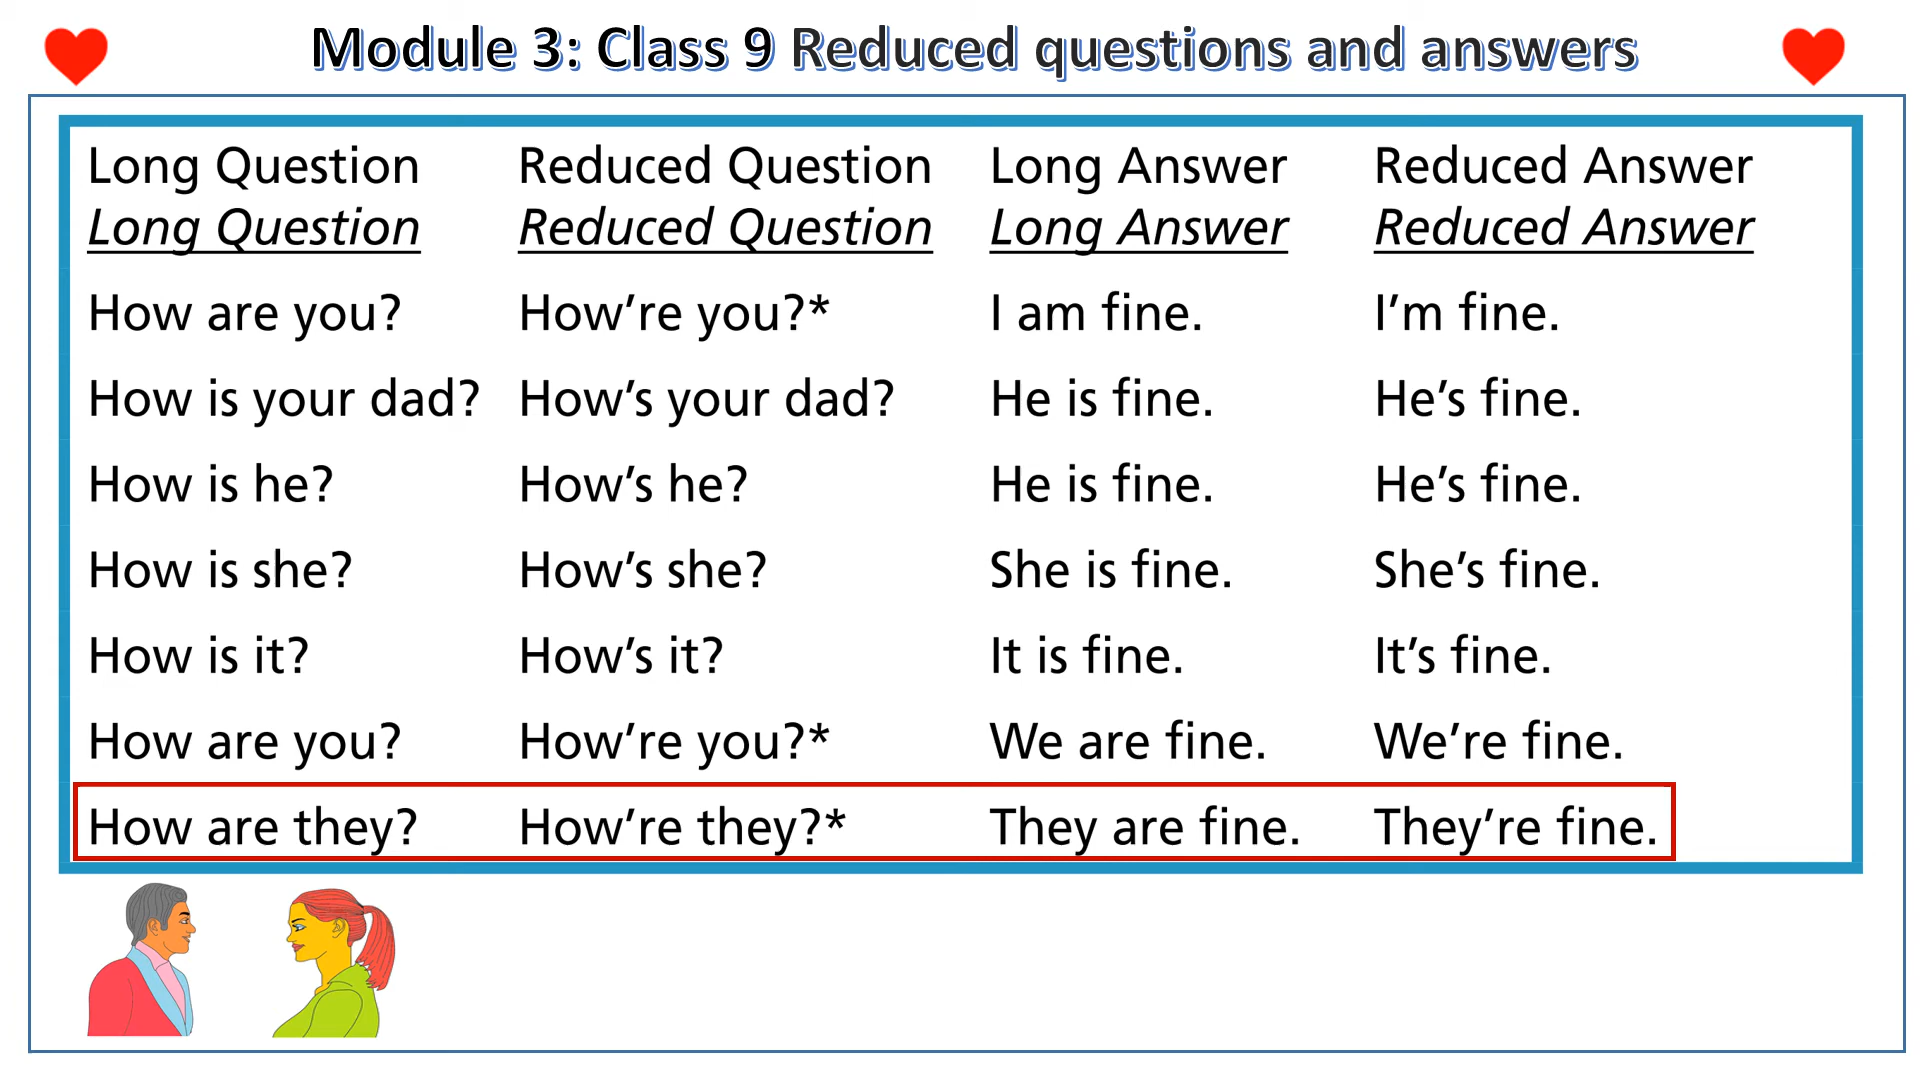 Module 3: Class 9 Reduced questions and answers
Long Question Reduced Question Long Answer Reduced Answer
Long Question Reduced Question Long Answer Reduced Answer
How are you? How’re you?* I am fine. I’m fine.
How is your dad? How’s your dad? He is fine. He’s fine.
How is he? How’s he? He is fine. He’s fine.
How is she? How’s she? She is fine. She’s fine.
How is it? How’s it? It is fine. It’s fine.
How are you? How’re you?* We are fine. We’re fine.
How are they? How’re they?* They are fine. They’re fine.